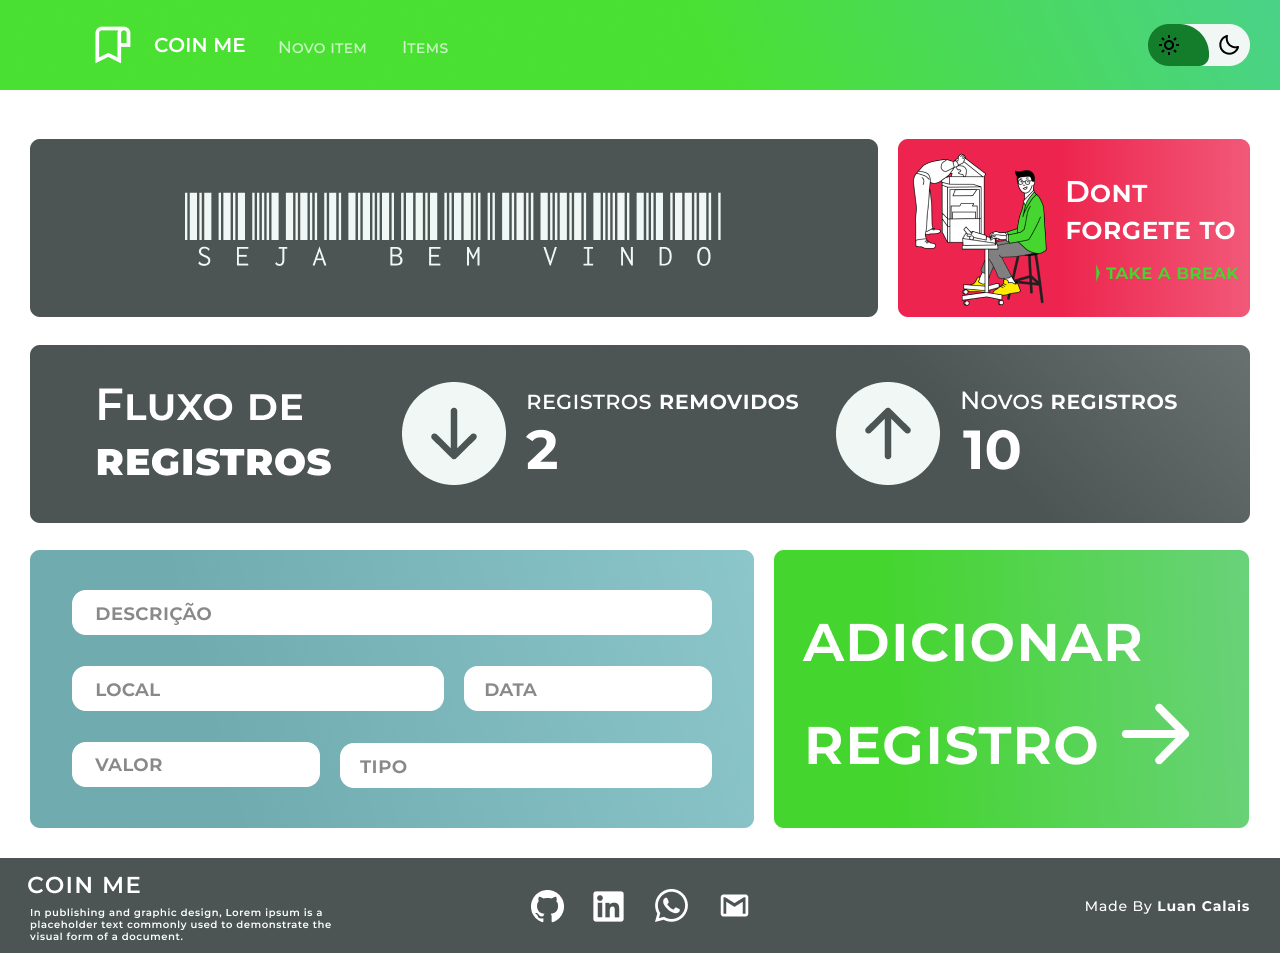 COIN ME
Novo item
Items
SEJA BEM VINDO
Dont
forgete to
TAKE A BREAK
Fluxo de
REGISTROS
REGISTROS REMOVIDOS
2
Novos REGISTROS
10
DESCRIÇÃO
LOCAL
DATA
VALOR
TIPO
ADICIONAR
REGISTRO
COIN ME
In publishing and graphic design, Lorem ipsum is a
placeholder text commonly used to demonstrate the
visual form of a document.
Made By Luan Calais